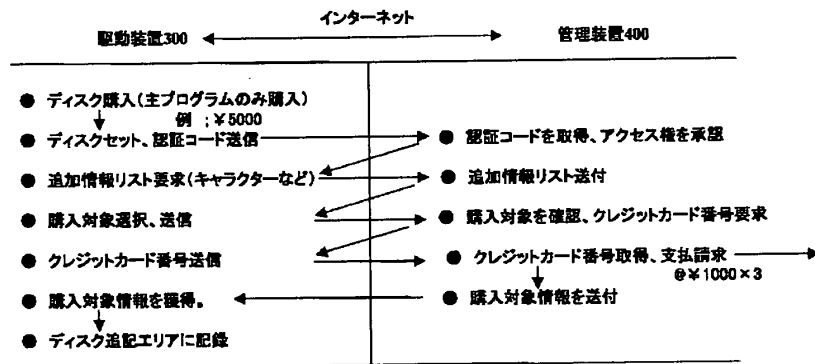 インターネット
駆動装置300
管理装置400
● ディスク購入(主プログラムのみ購入)
例 ;¥5000
● ディスクセット、認証コード送信
● 認証コードを取得、アクセス権を承認
● 追加情報リスト要求(キャラクターなど)
● 追加情報リスト送付
● 購入対象選択、送信
● 購入対象を確認、クレジットカード番号要求
● クレジットカード番号送信
● クレジットカード番号取得、支払請求
@¥1000×3
● 購入対象情報を獲得。
● 購入対象情報を送付
● ディスク追記エリアに記録